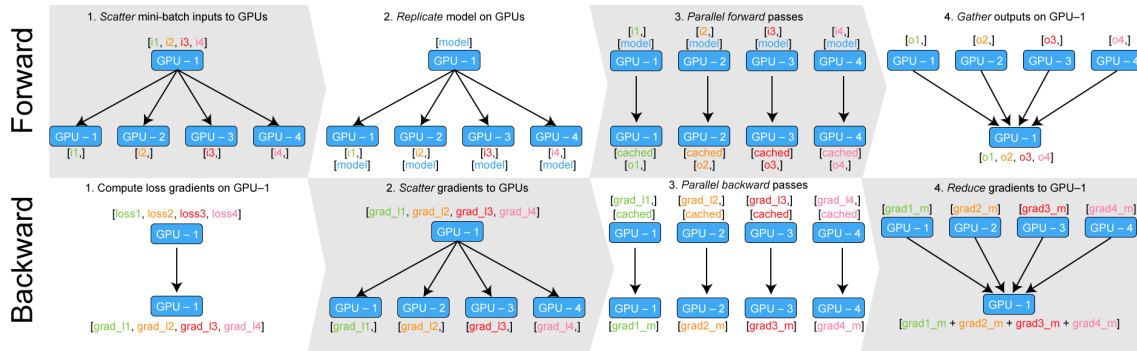 Forward
1. Scatter mini-batch inputs to GPUs
[i1, i2, i3, i4]
GPU – 1
GPU – 1 GPU – 2 GPU – 3 GPU – 4
[i1,] [i2,] [i3,] [i4,]
2. Replicate model on GPUs
[model]
GPU – 1
GPU – 1 GPU – 2 GPU – 3 GPU – 4
[i1,] [i2,] [i3,] [i4,]
[model] [model] [model] [model]
3. Parallel forward passes
[i1,] [i2,] [i3,] [i4,]
[model] [model] [model] [model]
GPU – 1 GPU – 2 GPU – 3 GPU – 4
GPU – 1 GPU – 2 GPU – 3 GPU – 4
[cached] [cached] [cached] [cached]
[o1,] [o2,] [o3,] [o4,]
4. Gather outputs on GPU–1
[o1,] [o2,] [o3,] [o4,]
GPU – 1 GPU – 2 GPU – 3 GPU – 4
GPU – 1
[o1, o2, o3, o4]
Backward
1. Compute loss gradients on GPU–1
[loss1, loss2, loss3, loss4]
GPU – 1
GPU – 1
[grad_l1, grad_l2, grad_l3, grad_l4]
2. Scatter gradients to GPUs
[grad_l1, grad_l2, grad_l3, grad_l4]
GPU – 1
GPU – 1 GPU – 2 GPU – 3 GPU – 4
[grad_l1,] [grad_l2,] [grad_l3,] [grad_l4,]
3. Parallel backward passes
[grad_l1,] [grad_l2,] [grad_l3,] [grad_l4,]
[cached] [cached] [cached] [cached]
GPU – 1 GPU – 2 GPU – 3 GPU – 4
GPU – 1 GPU – 2 GPU – 3 GPU – 4
[grad1_m] [grad2_m] [grad3_m] [grad4_m]
4. Reduce gradients to GPU–1
[grad1_m] [grad2_m] [grad3_m] [grad4_m]
GPU – 1 GPU – 2 GPU – 3 GPU – 4
GPU – 1
[grad1_m + grad2_m + grad3_m + grad4_m]